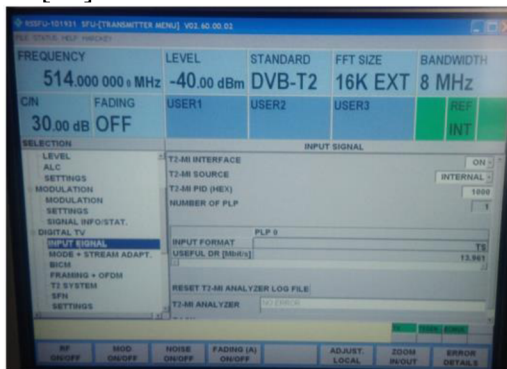 RSSFU-101931 SFU-[TRANSMITTER MENU] V02.60.00.02
FILE STATUS HELP HARDKEY
FREQUENCY LEVEL STANDARD FFT SIZE BANDWIDTH
514.000 000 0 MHz -40.00 dBm DVB-T2 16K EXT 8 MHz
C/N FADING USER1 USER2 USER3 REF
30.00 dB OFF INT
SELECTION INPUT SIGNAL
LEVEL
ALC
SETTINGS
MODULATION
MODULATION
SETTINGS
SIGNAL INFO/STAT.
DIGITAL TV
INPUT SIGNAL
MODE + STREAM ADAPT.
BICM
FRAMING + OFDM
T2 SYSTEM
SFN
SETTINGS
T2-MI INTERFACE ON
T2-MI SOURCE INTERNAL
T2-MI PID (HEX) 1000
NUMBER OF PLP 1
PLP 0
INPUT FORMAT TS
USEFUL DR [Mbit/s] 13.961
RESET T2-MI ANALYZER LOG FILE
T2-MI ANALYZER NO ERROR
RF ON/OFF
MOD ON/OFF
NOISE ON/OFF
FADING (A) ON/OFF
ADJUST. LOCAL
ZOOM IN/OUT
ERROR DETAILS